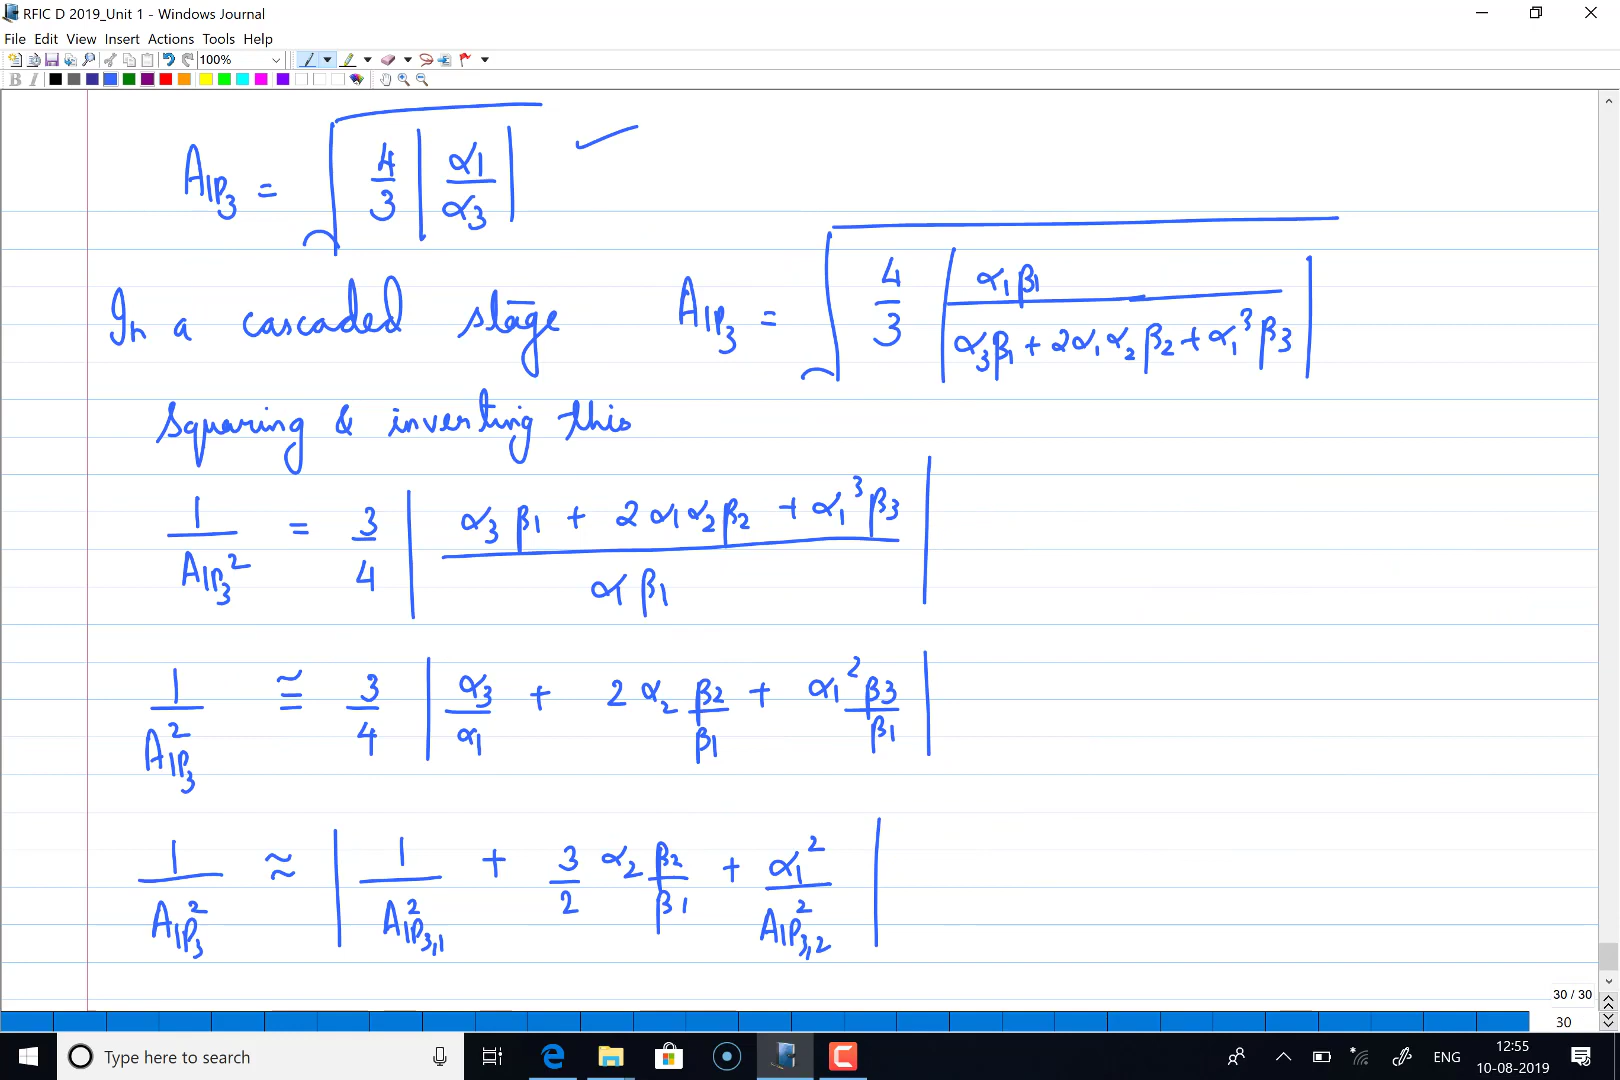 RFIC D 2019_Unit 1 - Windows Journal
File Edit View Insert Actions Tools Help
100%
B I
A_IP3 = √(4/3 |α1/α3|) ✓
In a cascaded stage A_IP3 = √(4/3 |α1β1/(α3β1 + 2α1α2β2 + α1³β3)|)
Squaring & inverting this
1/A_IP3² = 3/4 |(α3β1 + 2α1α2β2 + α1³β3)/(α1β1)|
1/A_IP3² ≅ 3/4 |α3/α1 + 2α2 β2/β1 + α1² β3/β1|
1/A_IP3² ≈ |1/A_IP3,1² + 3/2 α2 β2/β1 + α1²/A_IP3,2²|
30 / 30
30
Type here to search
ENG
12:55
10-08-2019